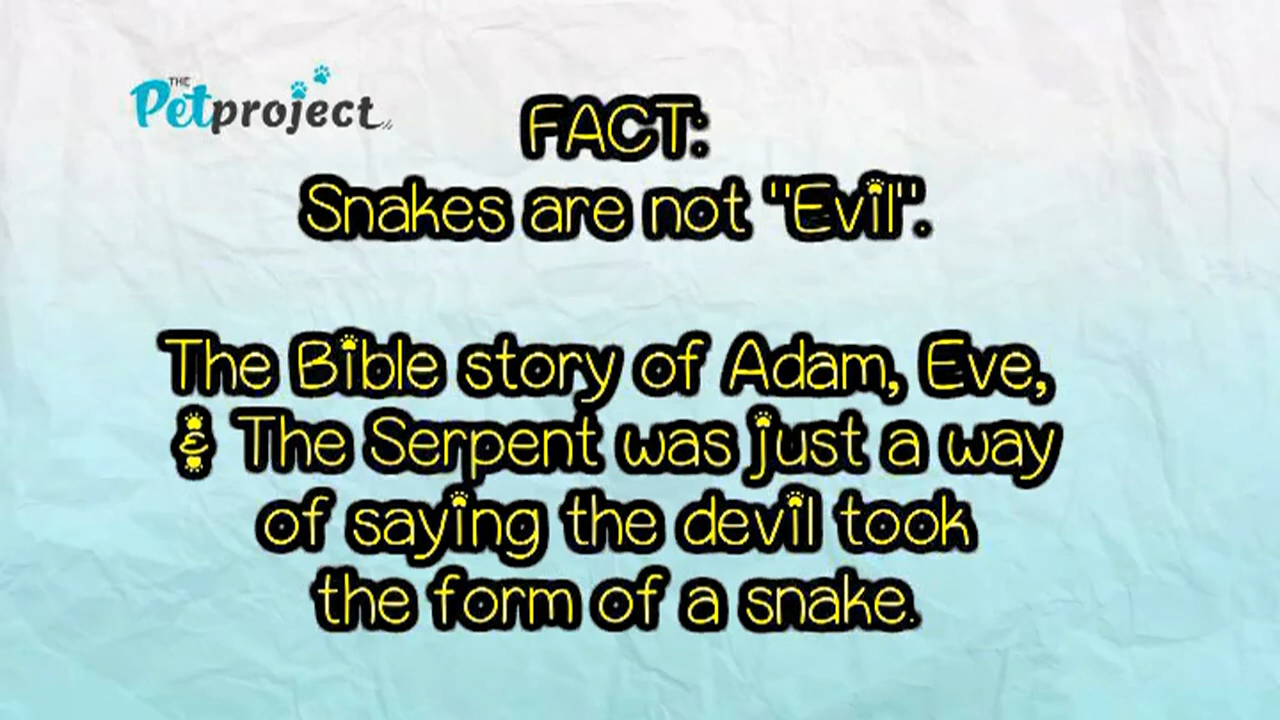 THE
Petproject
FACT:
Snakes are not "Evil".
The Bible story of Adam, Eve,
& The Serpent was just a way
of saying the devil took
the form of a snake.